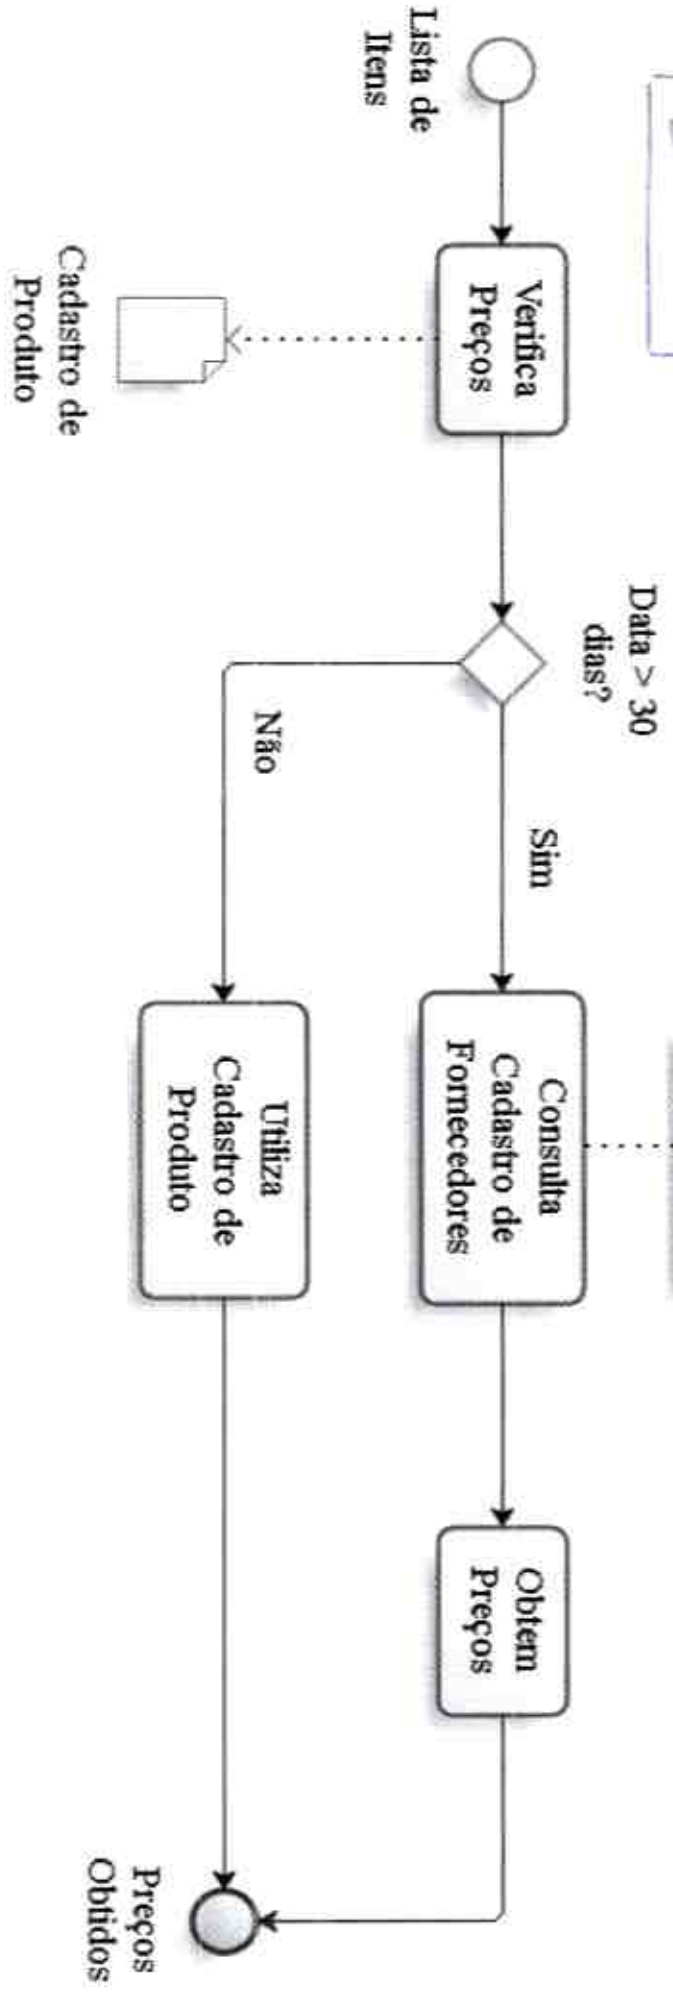 Lista de
Itens
Verifica
Preços
Cadastro de
Produto
Data > 30
dias?
Sim
Não
Consulta
Cadastro de
Fornecedores
Utiliza
Cadastro de
Produto
Obtem
Preços
Preços
Obtidos